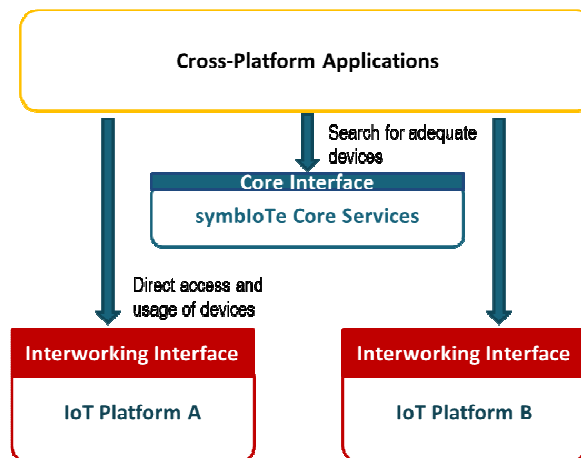 Cross-Platform Applications
Search for adequate
devices
Core Interface
symbIoTe Core Services
Direct access and
usage of devices
Interworking Interface
IoT Platform A
Interworking Interface
IoT Platform B